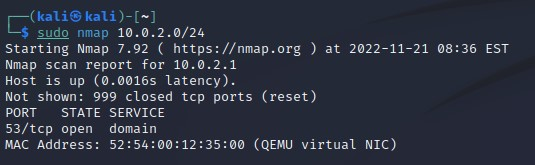 ┌──(kali㉿kali)-[~]
└─$ sudo nmap 10.0.2.0/24
Starting Nmap 7.92 ( https://nmap.org ) at 2022-11-21 08:36 EST
Nmap scan report for 10.0.2.1
Host is up (0.0016s latency).
Not shown: 999 closed tcp ports (reset)
PORT   STATE SERVICE
53/tcp open  domain
MAC Address: 52:54:00:12:35:00 (QEMU virtual NIC)